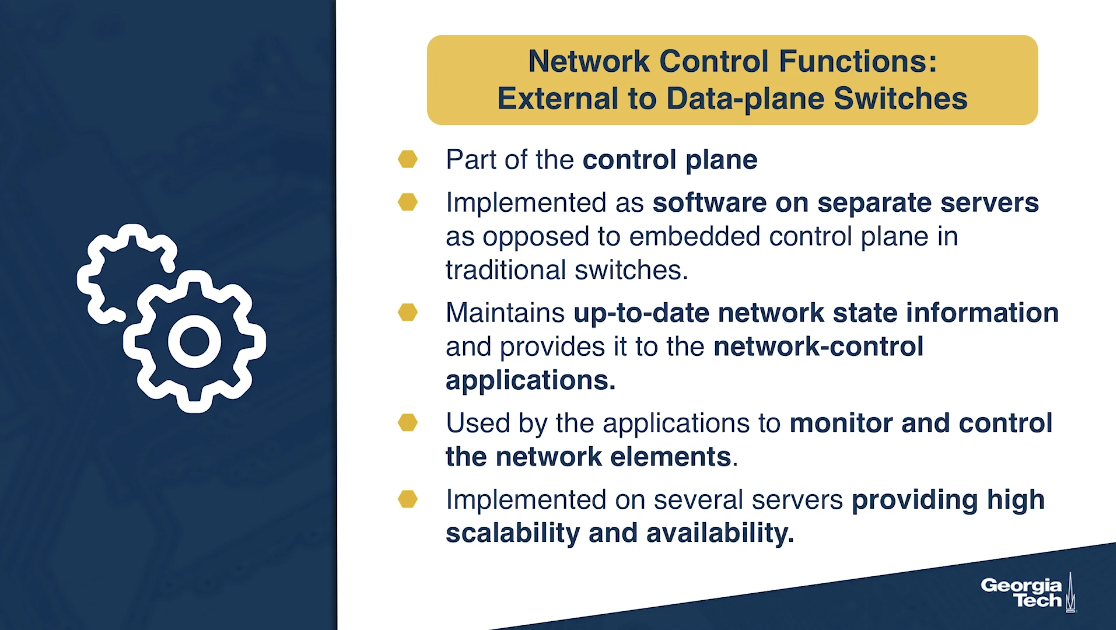 Network Control Functions:
External to Data-plane Switches
Part of the control plane
Implemented as software on separate servers
as opposed to embedded control plane in
traditional switches.
Maintains up-to-date network state information
and provides it to the network-control
applications.
Used by the applications to monitor and control
the network elements.
Implemented on several servers providing high
scalability and availability.
Georgia
Tech